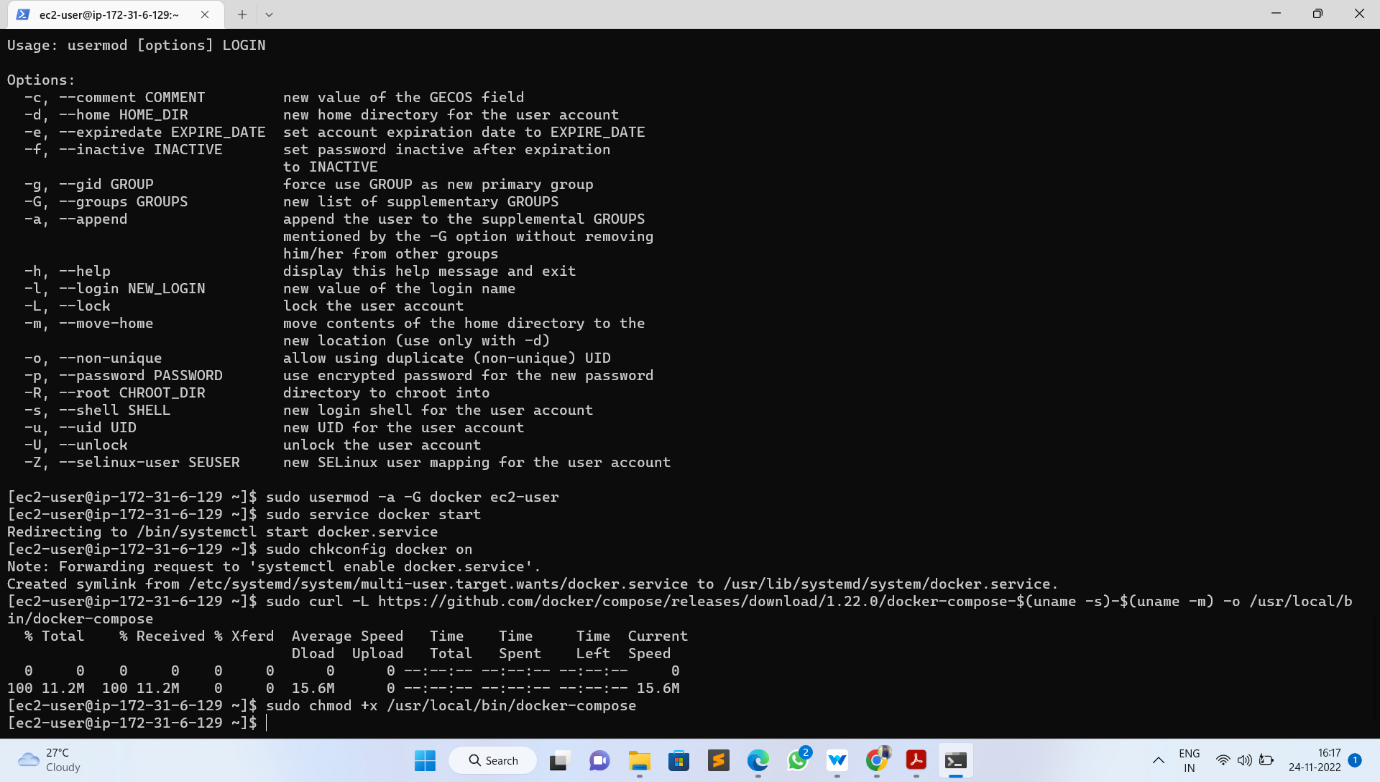 ec2-user@ip-172-31-6-129:~
Usage: usermod [options] LOGIN
Options:
-c, --comment COMMENT new value of the GECOS field
-d, --home HOME_DIR new home directory for the user account
-e, --expiredate EXPIRE_DATE set account expiration date to EXPIRE_DATE
-f, --inactive INACTIVE set password inactive after expiration
to INACTIVE
-g, --gid GROUP force use GROUP as new primary group
-G, --groups GROUPS new list of supplementary GROUPS
-a, --append append the user to the supplemental GROUPS
mentioned by the -G option without removing
him/her from other groups
-h, --help display this help message and exit
-l, --login NEW_LOGIN new value of the login name
-L, --lock lock the user account
-m, --move-home move contents of the home directory to the
new location (use only with -d)
-o, --non-unique allow using duplicate (non-unique) UID
-p, --password PASSWORD use encrypted password for the new password
-R, --root CHROOT_DIR directory to chroot into
-s, --shell SHELL new login shell for the user account
-u, --uid UID new UID for the user account
-U, --unlock unlock the user account
-Z, --selinux-user SEUSER new SELinux user mapping for the user account
[ec2-user@ip-172-31-6-129 ~]$ sudo usermod -a -G docker ec2-user
[ec2-user@ip-172-31-6-129 ~]$ sudo service docker start
Redirecting to /bin/systemctl start docker.service
[ec2-user@ip-172-31-6-129 ~]$ sudo chkconfig docker on
Note: Forwarding request to 'systemctl enable docker.service'.
Created symlink from /etc/systemd/system/multi-user.target.wants/docker.service to /usr/lib/systemd/system/docker.service.
[ec2-user@ip-172-31-6-129 ~]$ sudo curl -L https://github.com/docker/compose/releases/download/1.22.0/docker-compose-$(uname -s)-$(uname -m) -o /usr/local/b
in/docker-compose
% Total % Received % Xferd Average Speed Time Time Time Current
Dload Upload Total Spent Left Speed
0 0 0 0 0 0 0 0 --:--:-- --:--:-- --:--:-- 0
100 11.2M 100 11.2M 0 0 15.6M 0 --:--:-- --:--:-- --:--:-- 15.6M
[ec2-user@ip-172-31-6-129 ~]$ sudo chmod +x /usr/local/bin/docker-compose
[ec2-user@ip-172-31-6-129 ~]$
27°C
Cloudy
Search
2
ENG
IN
16:17
24-11-2022
1